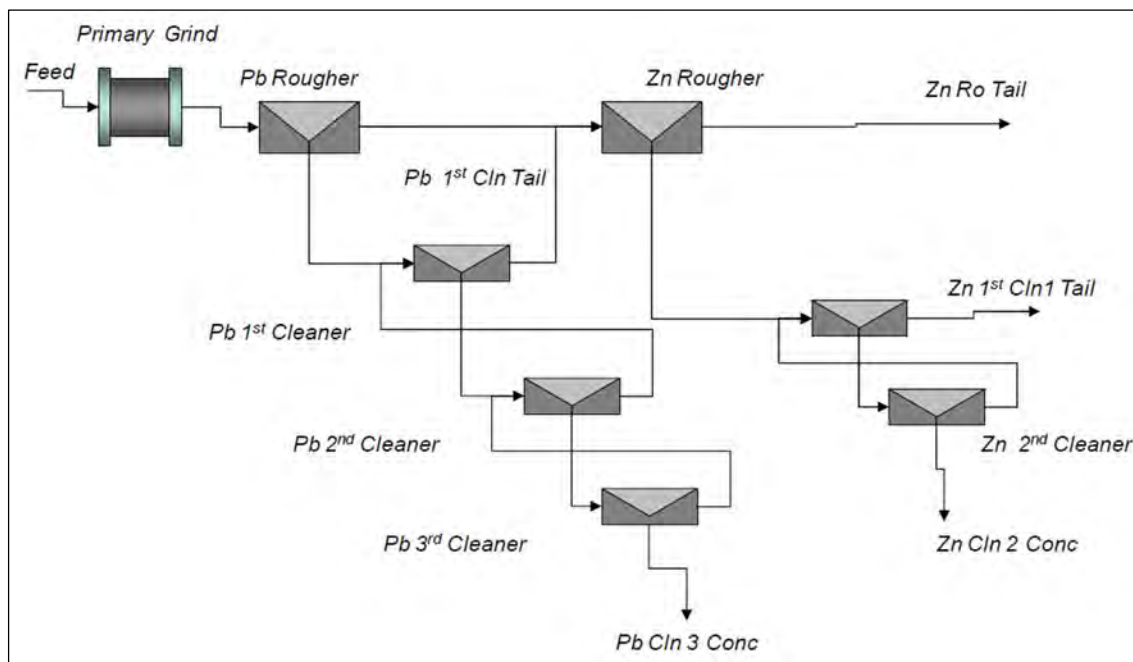 Primary Grind
Feed
Pb Rougher
Zn Rougher
Zn Ro Tail
Pb 1st Cln Tail
Zn 1st Cln1 Tail
Pb 1st Cleaner
Pb 2nd Cleaner
Zn 2nd Cleaner
Pb 3rd Cleaner
Zn Cln 2 Conc
Pb Cln 3 Conc